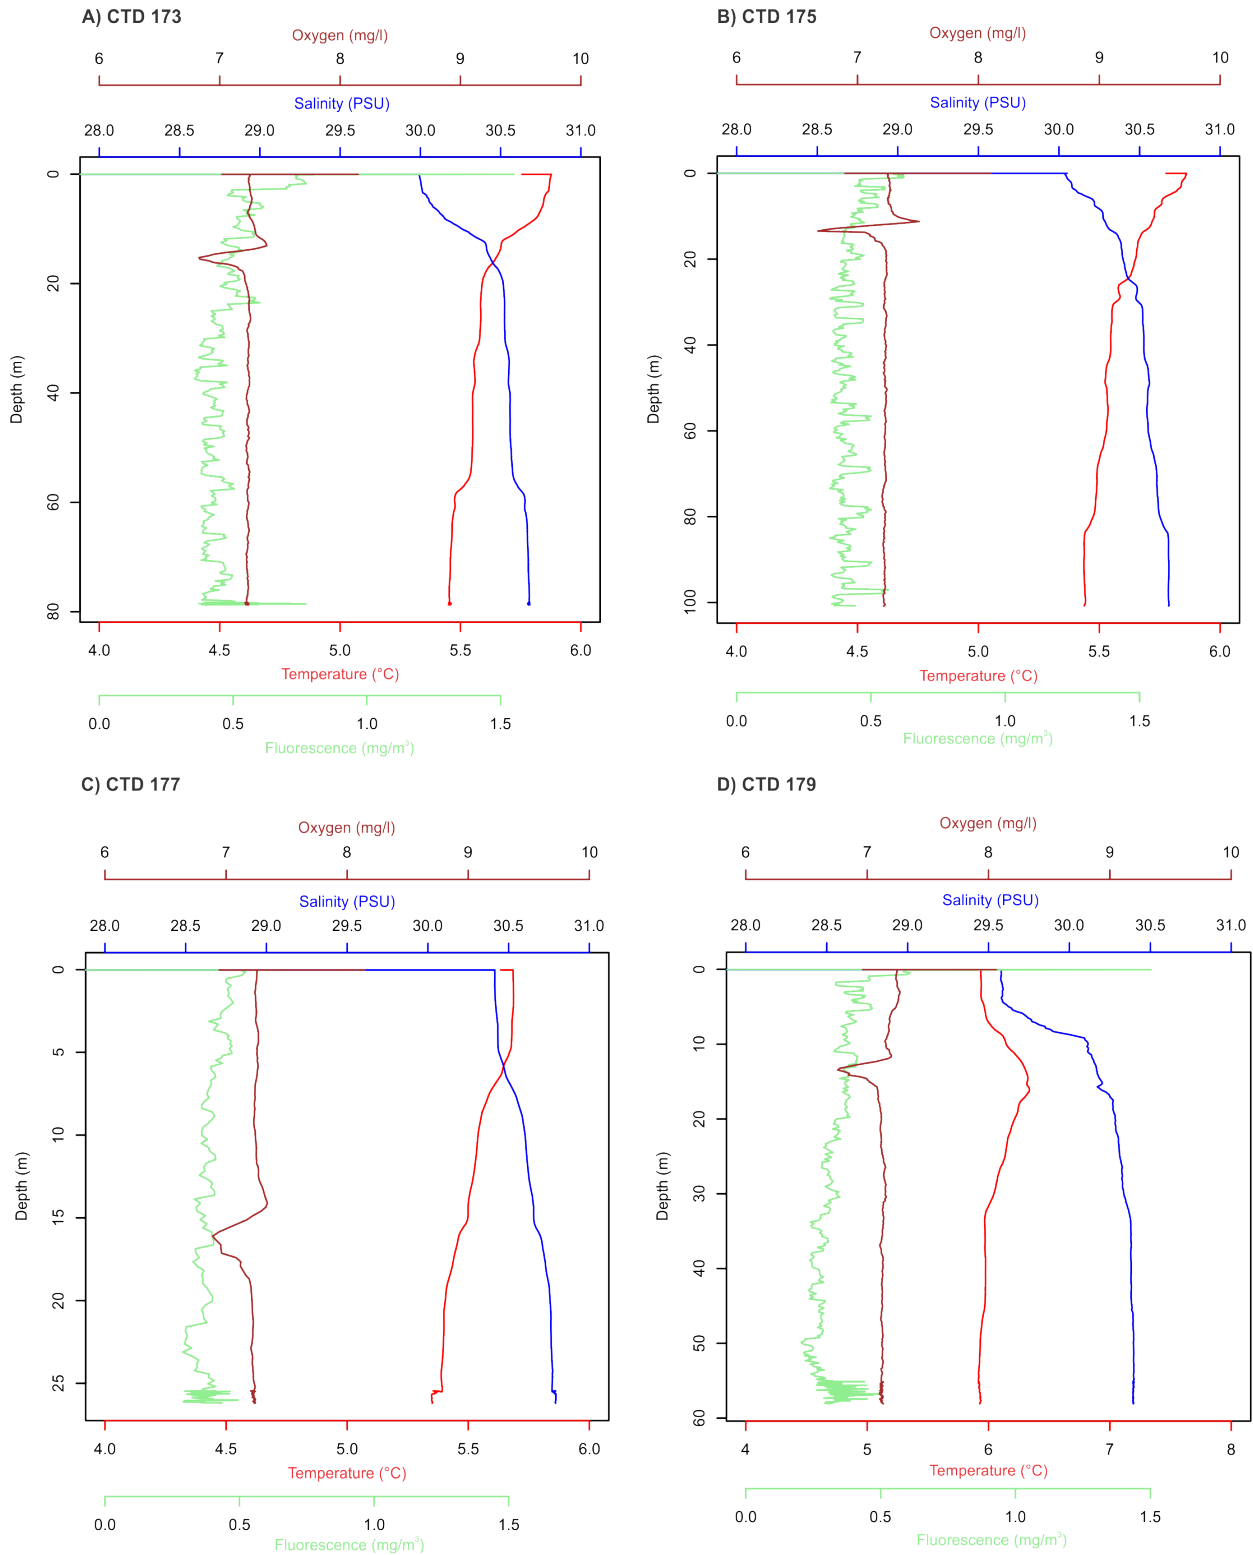 A) CTD 173
Oxygen (mg/l)
6 7 8 9 10
Salinity (PSU)
28.0 28.5 29.0 29.5 30.0 30.5 31.0
0
20
40
60
80
Depth (m)
4.0 4.5 5.0 5.5 6.0
Temperature (°C)
0.0 0.5 1.0 1.5
Fluorescence (mg/m³)
B) CTD 175
Oxygen (mg/l)
6 7 8 9 10
Salinity (PSU)
28.0 28.5 29.0 29.5 30.0 30.5 31.0
0
20
40
60
80
100
Depth (m)
4.0 4.5 5.0 5.5 6.0
Temperature (°C)
0.0 0.5 1.0 1.5
Fluorescence (mg/m³)
C) CTD 177
Oxygen (mg/l)
6 7 8 9 10
Salinity (PSU)
28.0 28.5 29.0 29.5 30.0 30.5 31.0
0
5
10
15
20
25
Depth (m)
4.0 4.5 5.0 5.5 6.0
Temperature (°C)
0.0 0.5 1.0 1.5
Fluorescence (mg/m³)
D) CTD 179
Oxygen (mg/l)
6 7 8 9 10
Salinity (PSU)
28.0 28.5 29.0 29.5 30.0 30.5 31.0
0
10
20
30
40
50
60
Depth (m)
4 5 6 7 8
Temperature (°C)
0.0 0.5 1.0 1.5
Fluorescence (mg/m³)